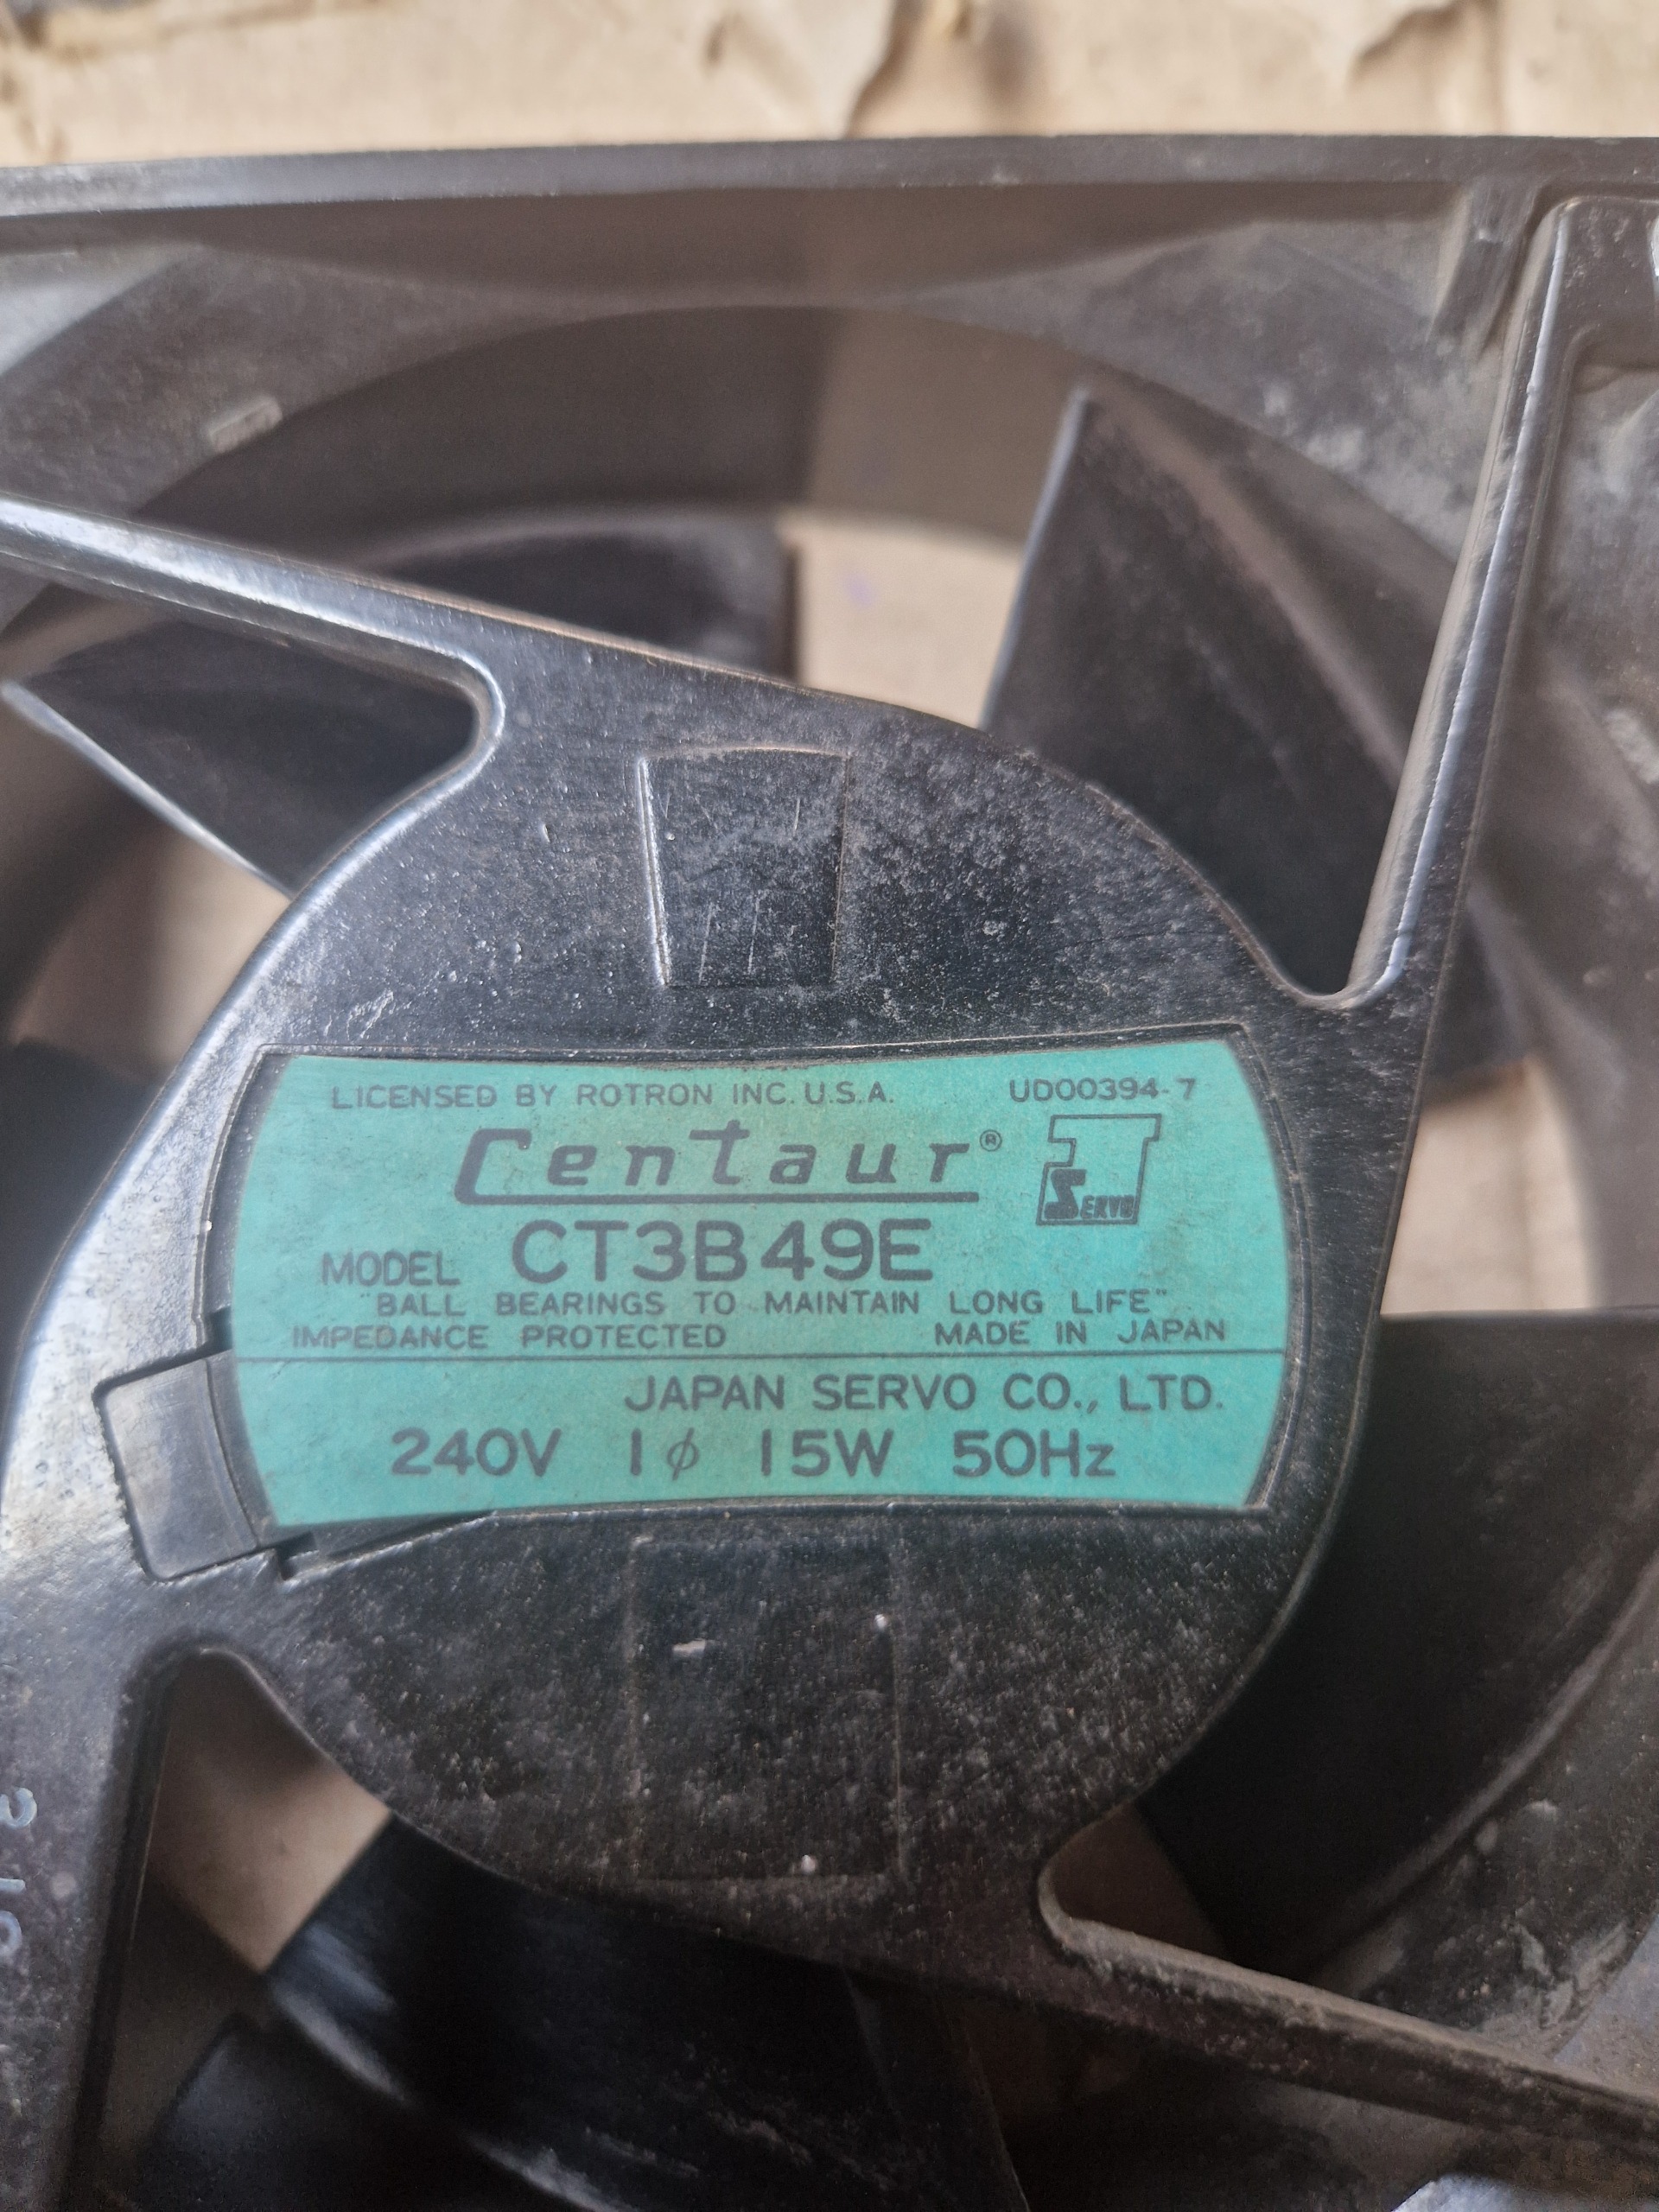 LICENSED BY ROTRON INC. U.S.A. UD00394-7
Centaur®
SERVO
MODEL CT3B49E
"BALL BEARINGS TO MAINTAIN LONG LIFE"
IMPEDANCE PROTECTED MADE IN JAPAN
JAPAN SERVO CO., LTD.
240V 1φ 15W 50Hz